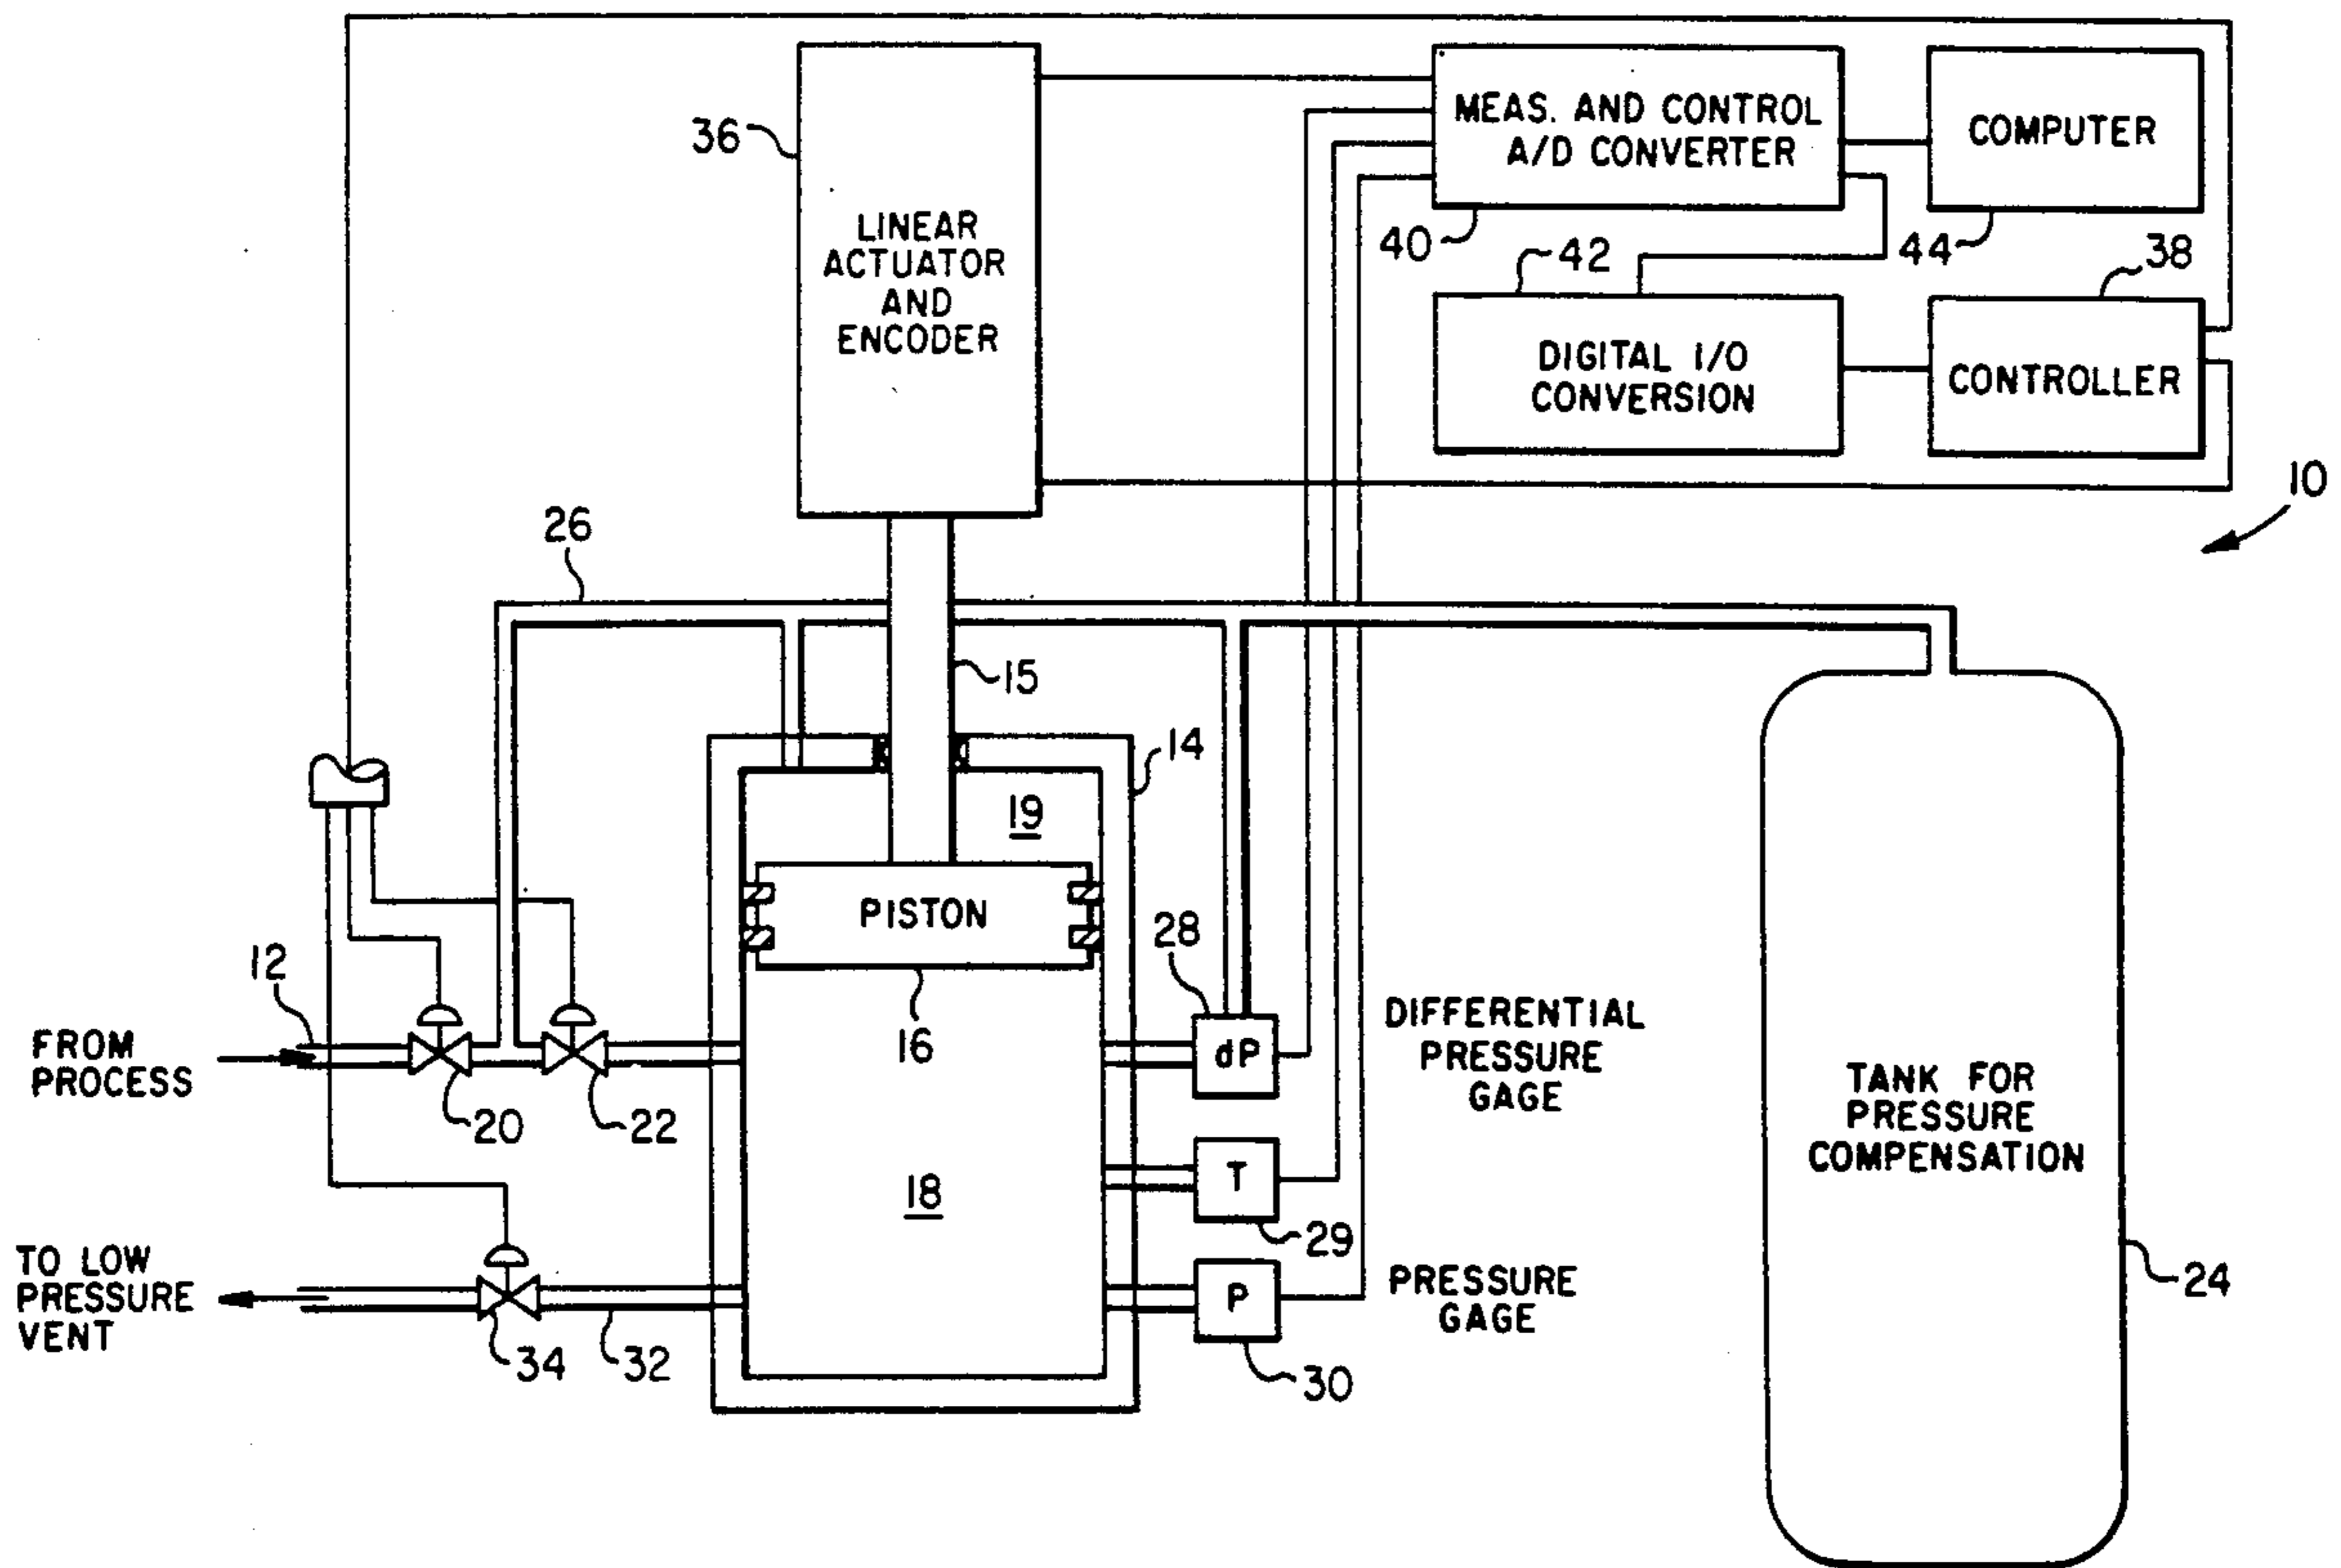 36
LINEAR
ACTUATOR
AND
ENCODER
MEAS. AND CONTROL
A/D CONVERTER
40
COMPUTER
44
38
42
DIGITAL I/O
CONVERSION
CONTROLLER
10
26
15
14
19
PISTON
16
12
FROM
PROCESS
20
22
28
dP
DIFFERENTIAL
PRESSURE
GAGE
18
T
29
TO LOW
PRESSURE
VENT
34
32
P
30
PRESSURE
GAGE
TANK FOR
PRESSURE
COMPENSATION
24